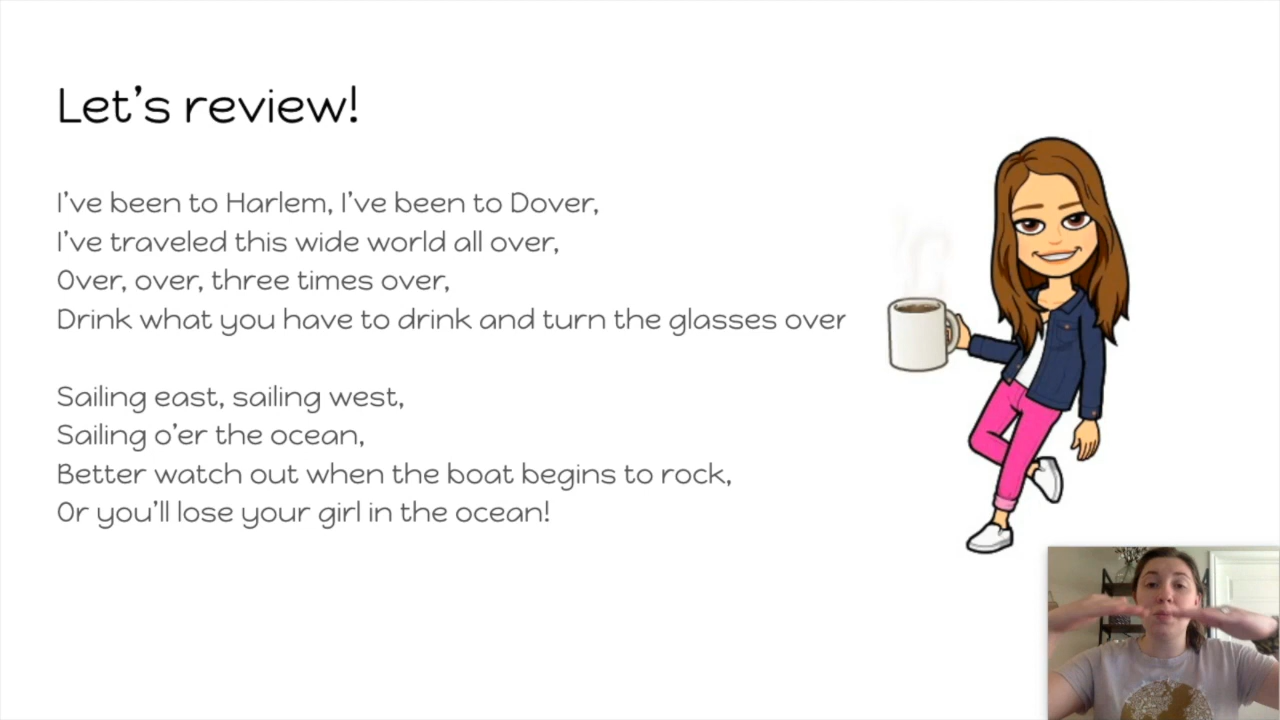 Let's review!
I've been to Harlem, I've been to Dover,
I've traveled this wide world all over,
Over, over, three times over,
Drink what you have to drink and turn the glasses over
Sailing east, sailing west,
Sailing o'er the ocean,
Better watch out when the boat begins to rock,
Or you'll lose your girl in the ocean!